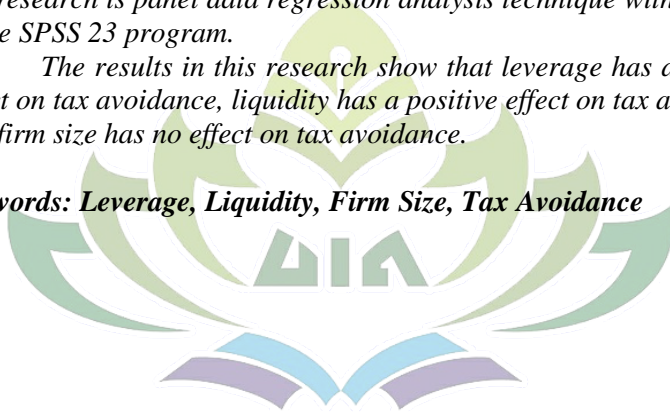 research is panel data regression analysis technique with
e SPSS 23 program.
The results in this research show that leverage has a
t on tax avoidance, liquidity has a positive effect on tax a
firm size has no effect on tax avoidance.
words: Leverage, Liquidity, Firm Size, Tax Avoidance
UIN